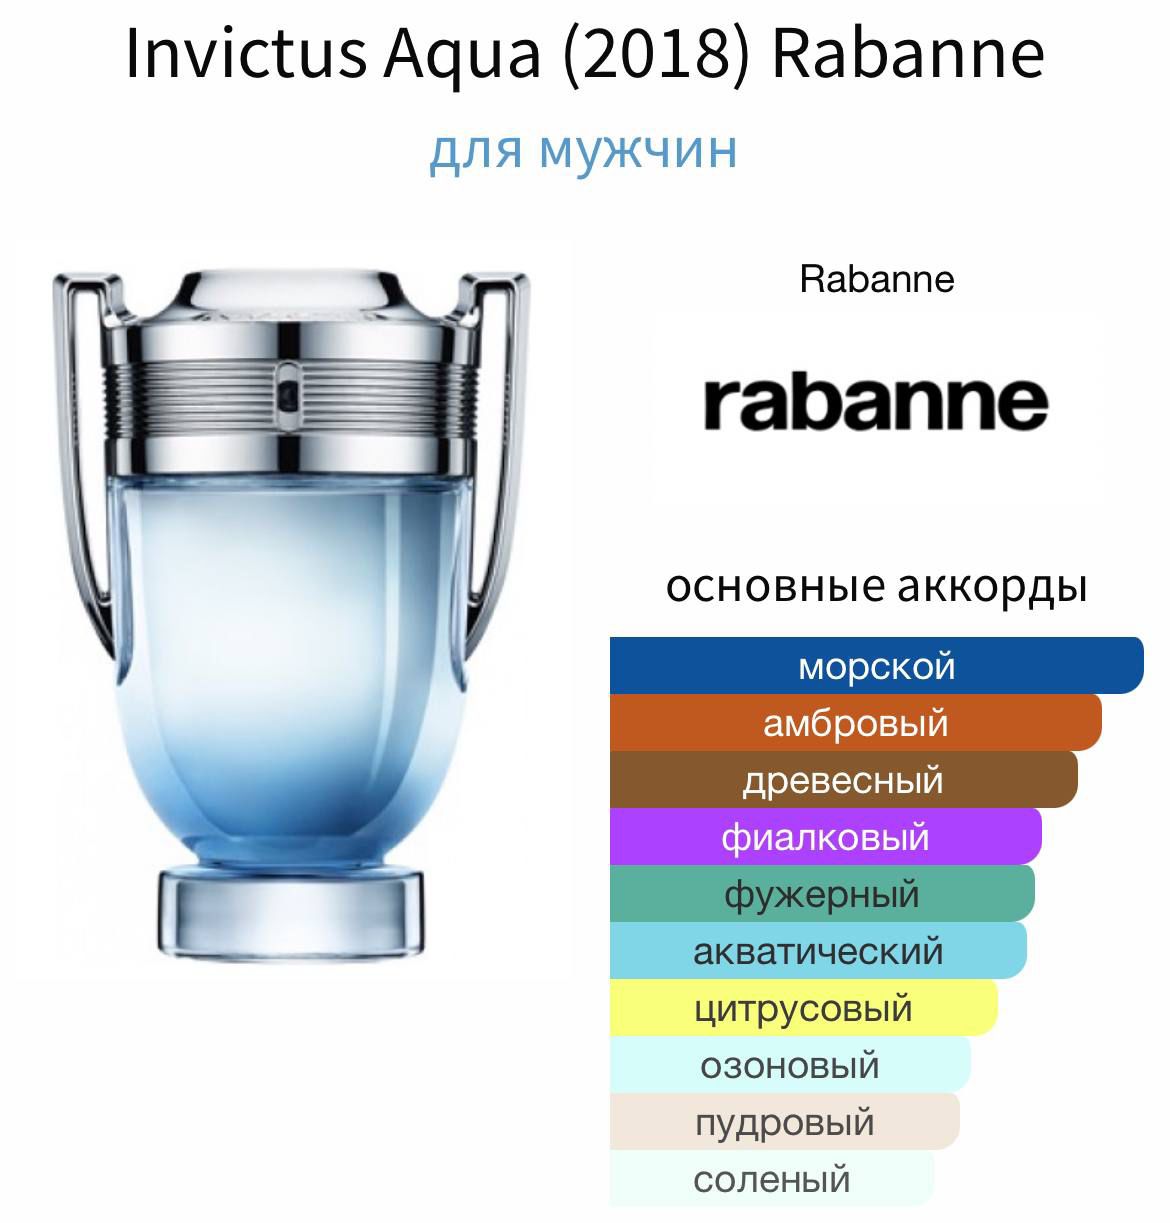 Invictus Aqua (2018) Rabanne
для мужчин
Rabanne
rabanne
основные аккорды
морской
амбровый
древесный
фиалковый
фужерный
акватический
цитрусовый
озоновый
пудровый
соленый